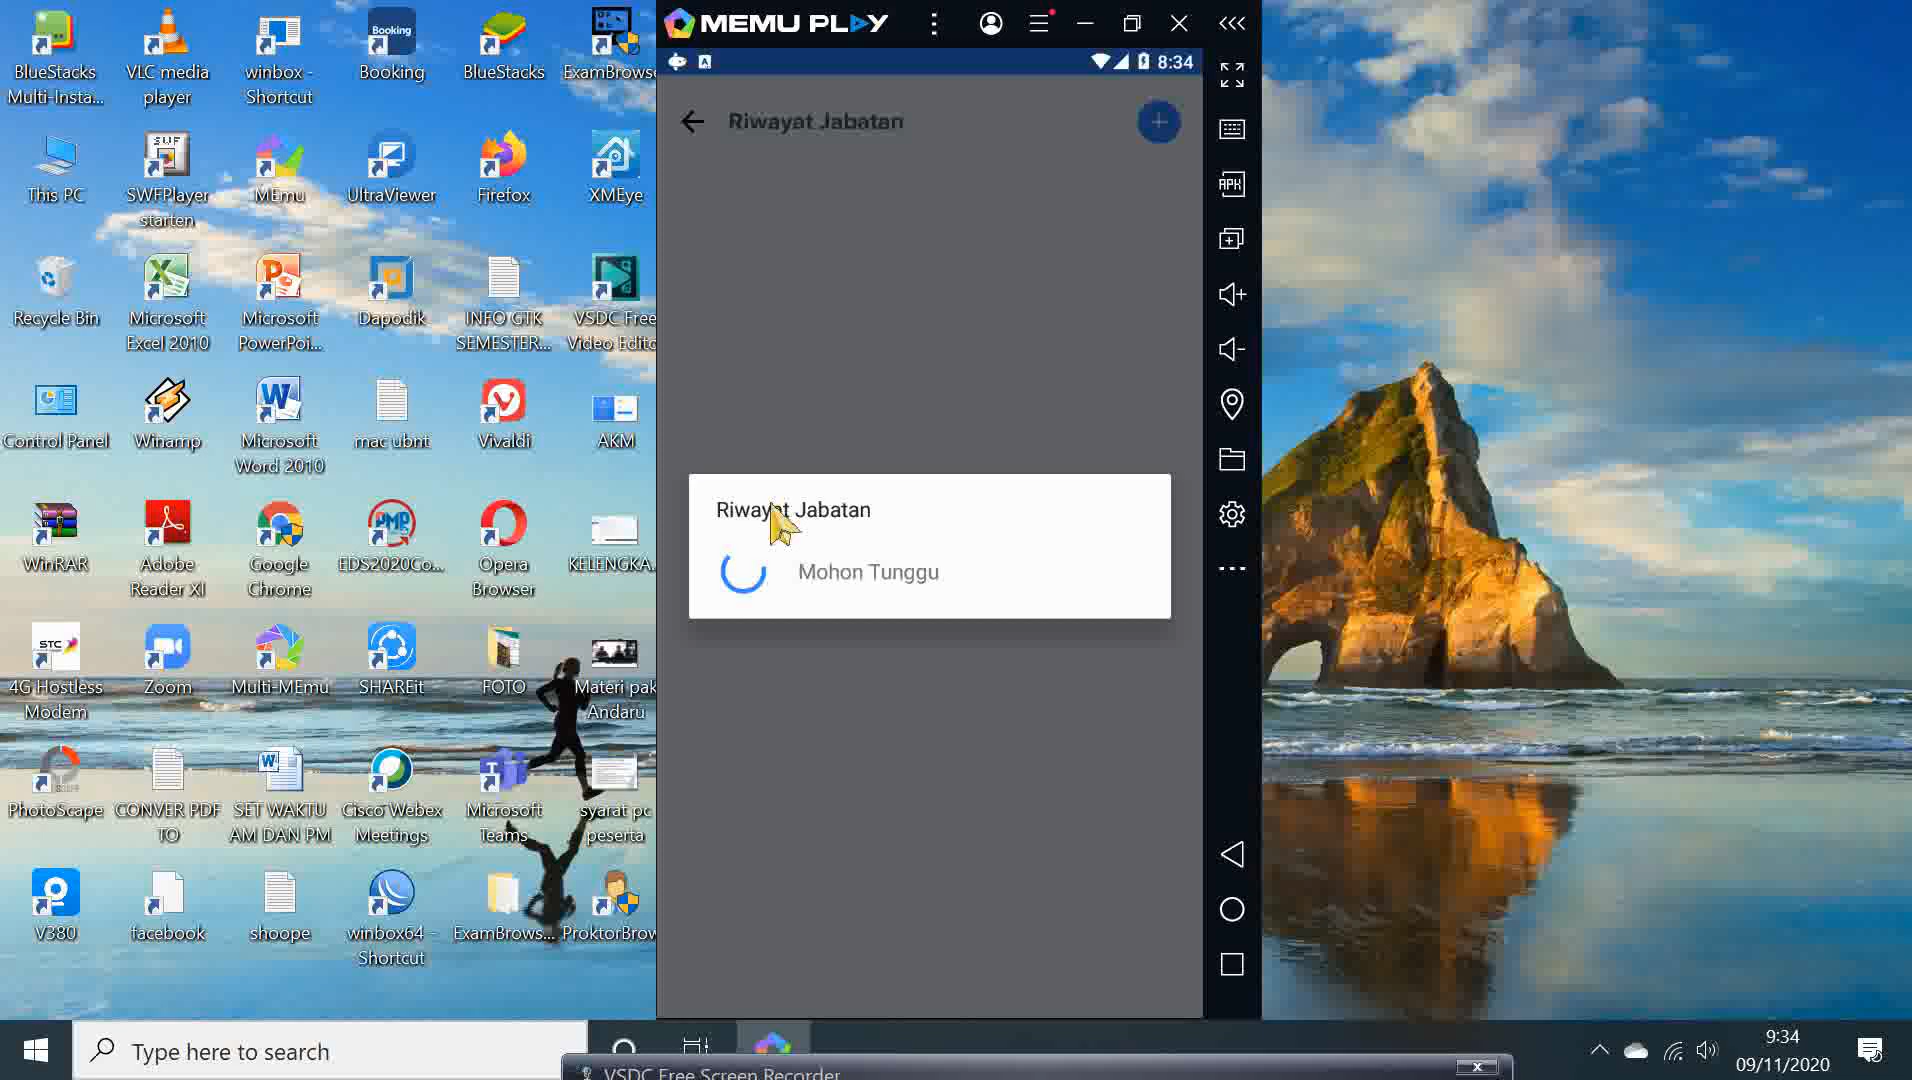 BlueStacks
Multi-Insta...
VLC media
player
winbox -
Shortcut
Booking
Booking
BlueStacks
ExamBrowse
This PC
SWF
SWFPlayer
starten
MEmu
UltraViewer
Firefox
XMEye
Recycle Bin
Microsoft
Excel 2010
Microsoft
PowerPoi...
Dapodik
INFO GTK
SEMESTER...
VSDC Free
Video Edito
Control Panel
Winamp
Microsoft
Word 2010
mac ubnt
Vivaldi
AKM
WinRAR
Adobe
Reader XI
Google
Chrome
PMP
EDS2020Co...
Opera
Browser
KELENGKA...
STC
4G Hostless
Modem
Zoom
Multi-MEmu
SHAREit
FOTO
Materi pak
Andaru
PhotoScape
CONVER PDF
TO
SET WAKTU
AM DAN PM
Cisco Webex
Meetings
Microsoft
Teams
syarat pc
peserta
V380
facebook
shoope
winbox64 -
Shortcut
ExamBrows...
ProktorBrow
MEMU PLAY
A
8:34
Riwayat Jabatan
Riwayat Jabatan
Mohon Tunggu
APK
Type here to search
VSDC Free Screen Recorder
9:34
09/11/2020